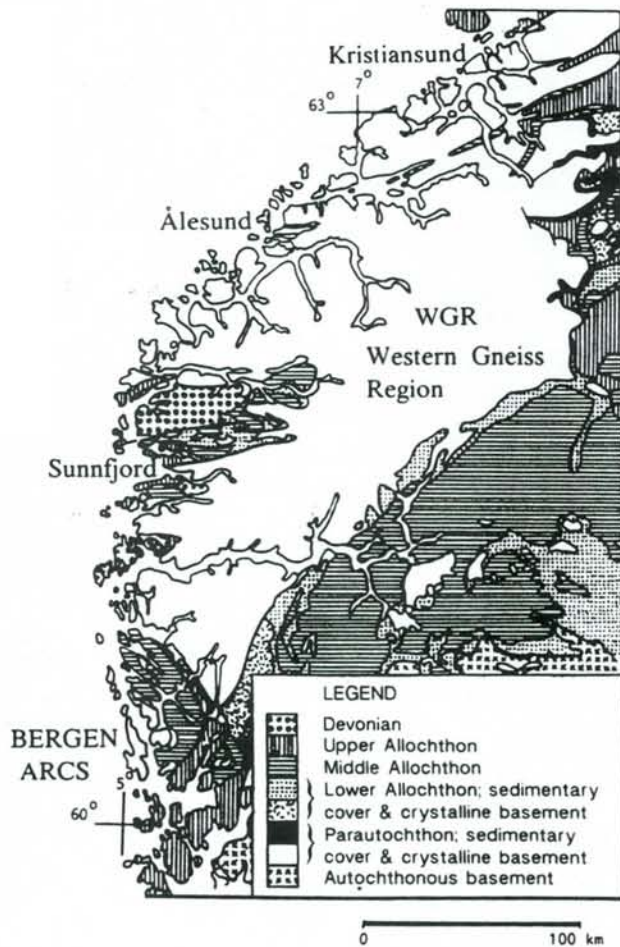 Kristiansund
7°
63°
Ålesund
WGR
Western Gneiss
Region
Sunnfjord
BERGEN
ARCS
5
60°
LEGEND
Devonian
Upper Allochthon
Middle Allochthon
Lower Allochthon; sedimentary
cover & crystalline basement
Parautochthon; sedimentary
cover & crystalline basement
Autochthonous basement
0 100 km